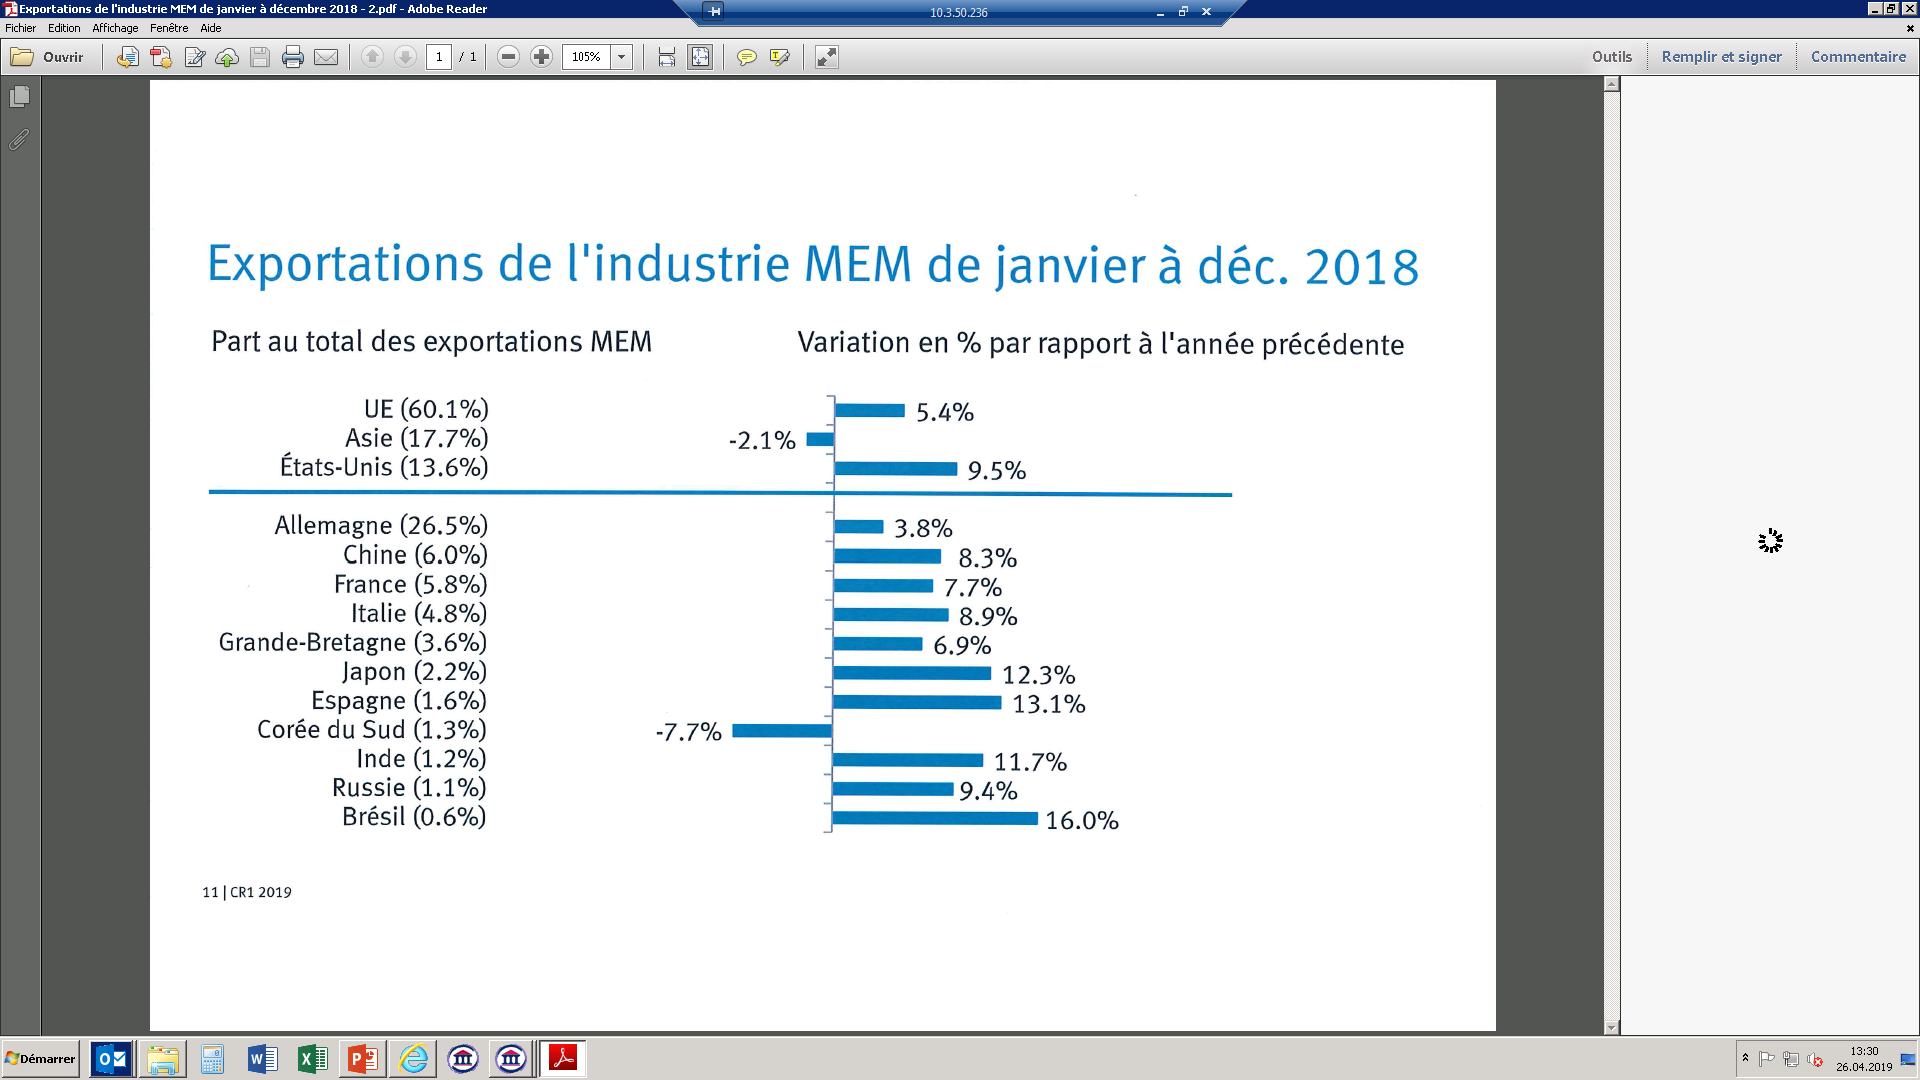 Exportations de l'industrie MEM de janvier à décembre 2018 - 2.pdf - Adobe Reader
10.3.50.236
Fichier Edition Affichage Fenêtre Aide
Ouvrir 1 / 1 105% Outils Remplir et signer Commentaire
Exportations de l'industrie MEM de janvier à déc. 2018
Part au total des exportations MEM Variation en % par rapport à l'année précédente
UE (60.1%) 5.4%
Asie (17.7%) -2.1%
États-Unis (13.6%) 9.5%
Allemagne (26.5%) 3.8%
Chine (6.0%) 8.3%
France (5.8%) 7.7%
Italie (4.8%) 8.9%
Grande-Bretagne (3.6%) 6.9%
Japon (2.2%) 12.3%
Espagne (1.6%) 13.1%
Corée du Sud (1.3%) -7.7%
Inde (1.2%) 11.7%
Russie (1.1%) 9.4%
Brésil (0.6%) 16.0%
11 | CR1 2019
Démarrer
13:30
26.04.2019